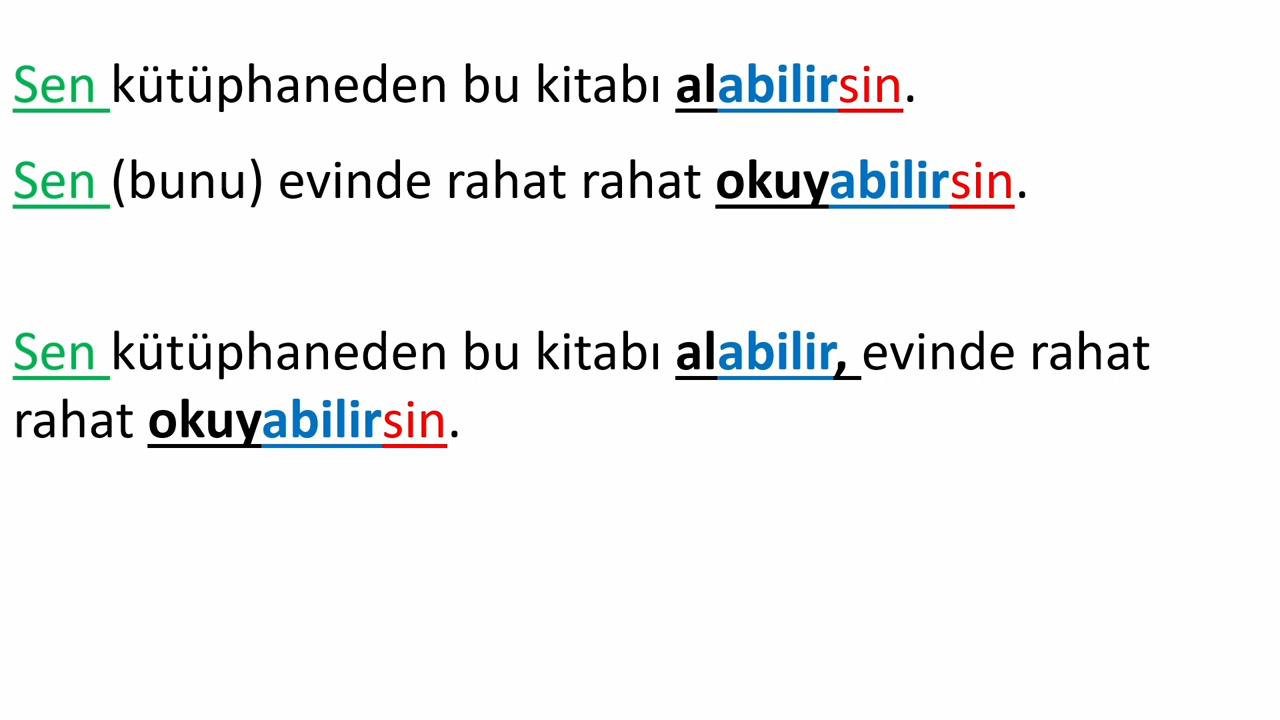 Sen kütüphaneden bu kitabı alabilirsin.
Sen (bunu) evinde rahat rahat okuyabilirsin.
Sen kütüphaneden bu kitabı alabilir, evinde rahat
rahat okuyabilirsin.